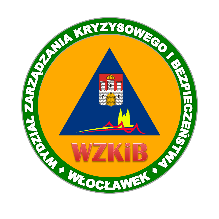 WYDZIAŁ ZARZĄDZANIA KRYZYSOWEGO I BEZPIECZEŃSTWA
WZKIB
WŁOCŁAWEK